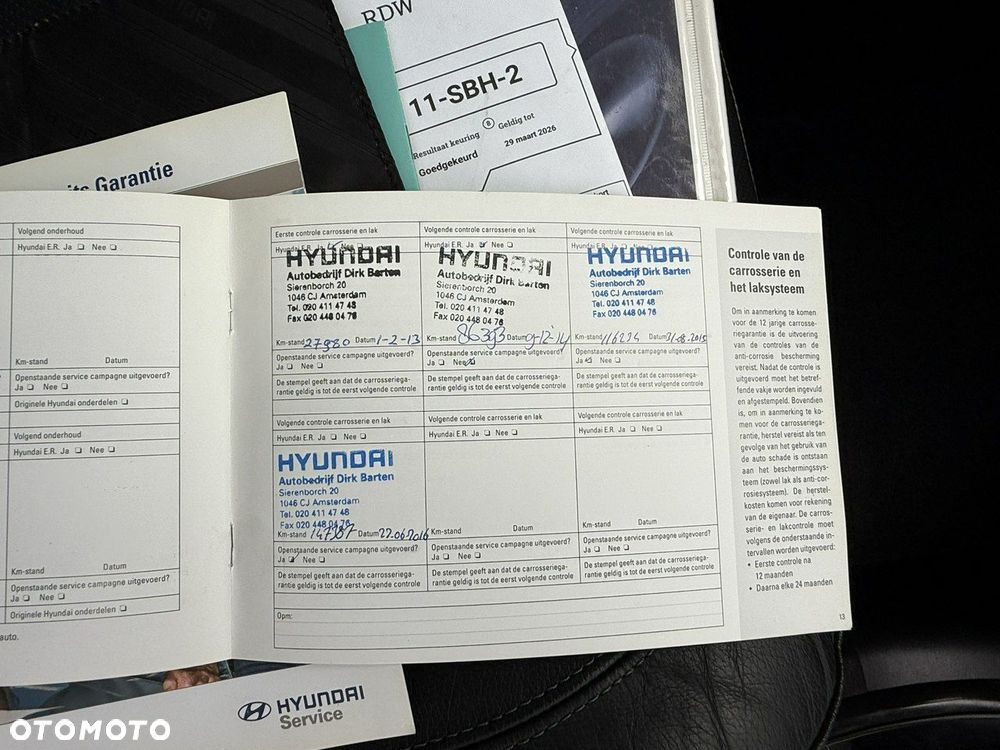 RDW
11-SBH-2
Resultaat keuring 8 Geldig tot
Goedgekeurd 29 maart 2026
Garantie
Volgend onderhoud
Hyundai E.R. Ja Nee
Km-stand Datum
Openstaande service campagne uitgevoerd?
Ja Nee
Originele Hyundai onderdelen
Volgend onderhoud
Hyundai E.R. Ja Nee
Km-stand Datum
Openstaande service campagne uitgevoerd?
Ja Nee
Originele Hyundai onderdelen
auto.
Eerste controle carrosserie en lak
Hyundai E.R. Ja Nee
HYUNDAI
Autobedrijf Dirk Barten
Sierenborch 20
1046 CJ Amsterdam
Tel. 020 411 47 48
Fax 020 448 04 76
Km-stand 27980 Datum 1-2-13
Openstaande service campagne uitgevoerd?
Ja Nee
De stempel geeft aan dat de carrosseriega-
rantie geldig is tot de eerst volgende controle
Volgende controle carrosserie en lak
Hyundai E.R. Ja Nee
HYUNDAI
Autobedrijf Dirk Barten
Sierenborch 20
1046 CJ Amsterdam
Tel. 020 411 47 48
Fax 020 448 04 76
Km-stand 86393 Datum 9-12-14
Openstaande service campagne uitgevoerd?
Ja Nee
De stempel geeft aan dat de carrosseriega-
rantie geldig is tot de eerst volgende controle
Volgende controle carrosserie en lak
Hyundai E.R. Ja Nee
HYUNDAI
Autobedrijf Dirk Barten
Sierenborch 20
1046 CJ Amsterdam
Tel. 020 411 47 48
Fax 020 448 04 76
Km-stand 116234 Datum 31-08-2015
Openstaande service campagne uitgevoerd?
Ja Nee
De stempel geeft aan dat de carrosseriega-
rantie geldig is tot de eerst volgende controle
Volgende controle carrosserie en lak
Hyundai E.R. Ja Nee
HYUNDAI
Autobedrijf Dirk Barten
Sierenborch 20
1046 CJ Amsterdam
Tel. 020 411 47 48
Fax 020 448 04 76
Km-stand 147387 Datum 22-06-2016
Openstaande service campagne uitgevoerd?
Ja Nee
De stempel geeft aan dat de carrosseriega-
rantie geldig is tot de eerst volgende controle
Volgende controle carrosserie en lak
Hyundai E.R. Ja Nee
Km-stand Datum
Openstaande service campagne uitgevoerd?
Ja Nee
De stempel geeft aan dat de carrosseriega-
rantie geldig is tot de eerst volgende controle
Volgende controle carrosserie en lak
Hyundai E.R. Ja Nee
Km-stand Datum
Openstaande service campagne uitgevoerd?
Ja Nee
De stempel geeft aan dat de carrosseriega-
rantie geldig is tot de eerst volgende controle
Opm:
Controle van de
carrosserie en
het laksysteem
Om in aanmerking te komen
voor de 12 jarige carrosse-
riegarantie is de uitvoering
van de controles van de
anti-corrosie bescherming
vereist. Nadat de controle is
uitgevoerd moet het betref-
fende vakje worden ingevuld
en afgestempeld. Bovendien
is, om in aanmerking te ko-
men voor de carrosseriega-
rantie, herstel vereist als ten
gevolge van het gebruik van
de auto schade is ontstaan
aan het beschermingssys-
teem (zowel lak als anti-cor-
rosiesysteem). De herstel-
kosten komen voor rekening
van de eigenaar. De carros-
serie- en lakcontrole moet
volgens de onderstaande in-
tervallen worden uitgevoerd:
• Eerste controle na
12 maanden
• Daarna elke 24 maanden
13
HYUNDAI
Service
OTOMOTO